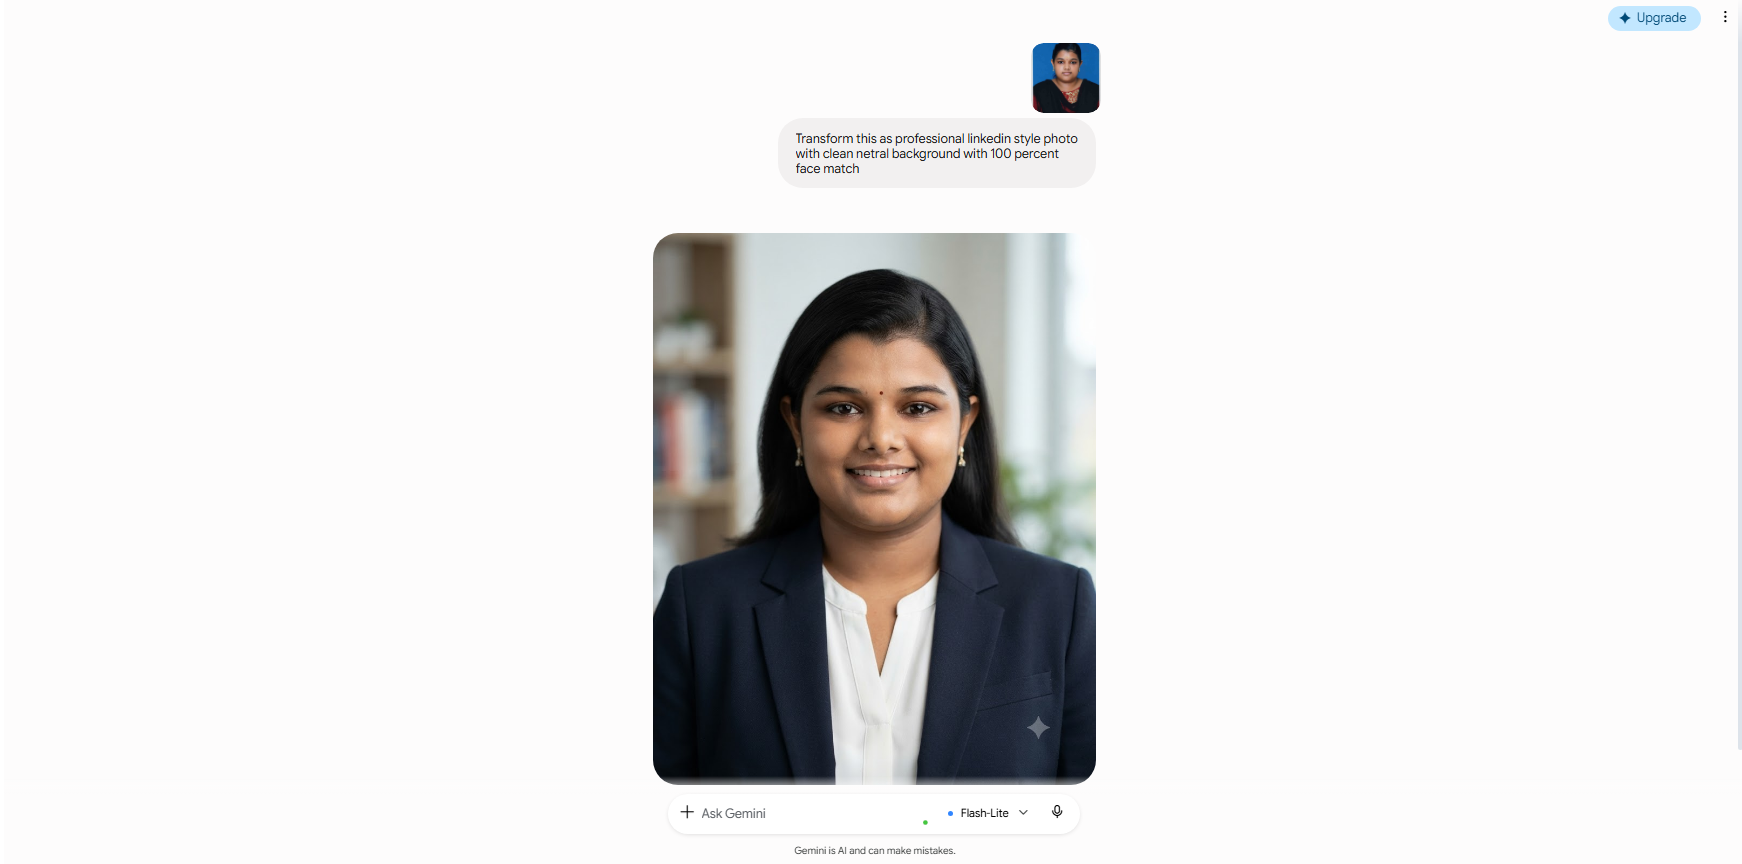 Upgrade
Transform this as professional linkedin style photo
with clean netral background with 100 percent
face match
Ask Gemini
Flash-Lite
Gemini is AI and can make mistakes.